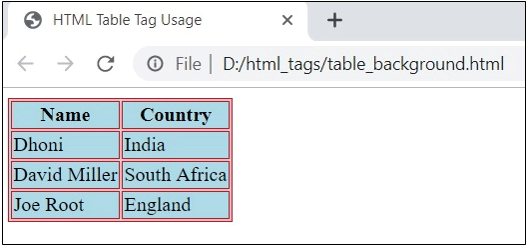 HTML Table Tag Usage
File | D:/html_tags/table_background.html
Name Country
Dhoni India
David Miller South Africa
Joe Root England